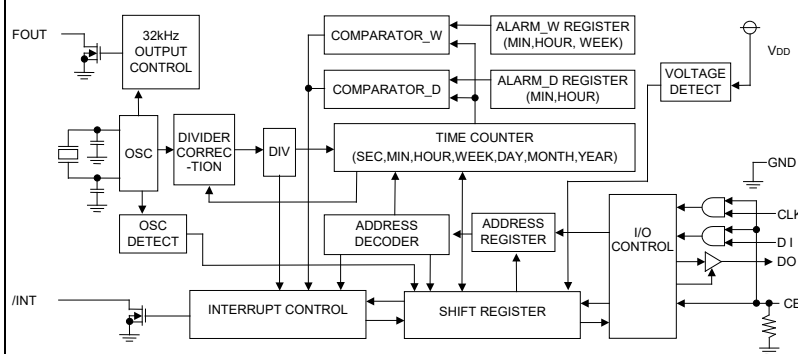 FOUT
32kHz
OUTPUT
CONTROL
COMPARATOR_W
ALARM_W REGISTER
(MIN,HOUR, WEEK)
VDD
COMPARATOR_D
ALARM_D REGISTER
(MIN,HOUR)
VOLTAGE
DETECT
OSC
DIVIDER
CORREC
-TION
DIV
TIME COUNTER
(SEC,MIN,HOUR,WEEK,DAY,MONTH,YEAR)
GND
OSC
DETECT
ADDRESS
DECODER
ADDRESS
REGISTER
I/O
CONTROL
CLK
D I
DO
/INT
INTERRUPT CONTROL
SHIFT REGISTER
CE